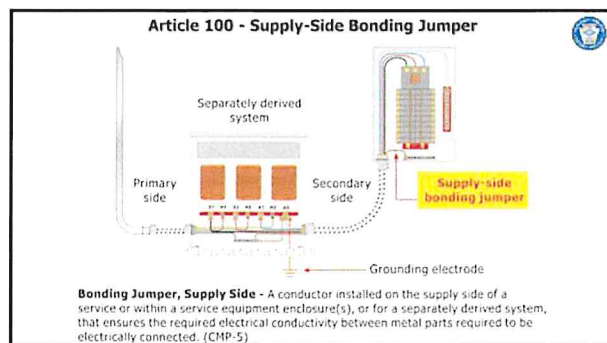 Article 100 - Supply-Side Bonding Jumper
Separately derived
system
Primary
side
Secondary
side
Supply-side
bonding jumper
Grounding electrode
Bonding Jumper, Supply Side - A conductor installed on the supply side of a
service or within a service equipment enclosure(s), or for a separately derived system,
that ensures the required electrical conductivity between metal parts required to be
electrically connected. (CMP-5)